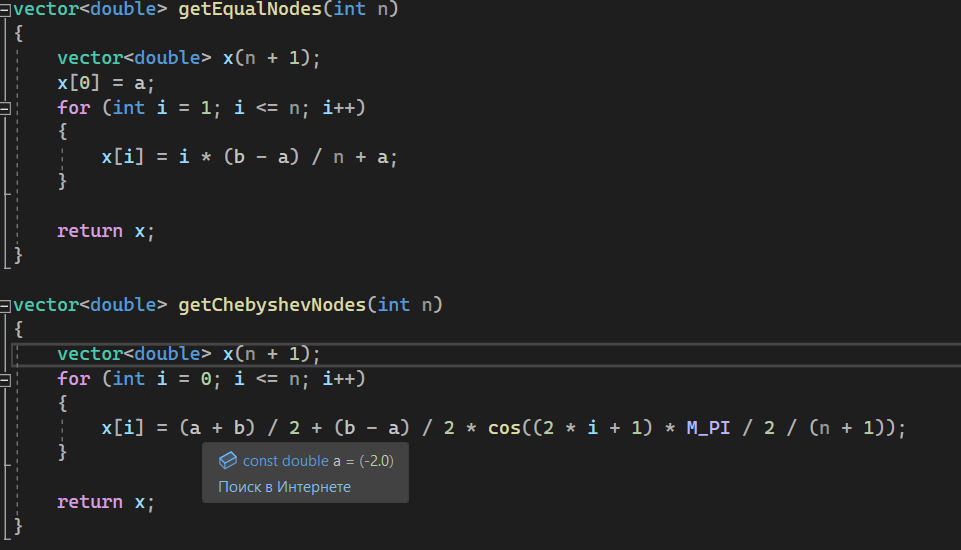 vector<double> getEqualNodes(int n)
{
    vector<double> x(n + 1);
    x[0] = a;
    for (int i = 1; i <= n; i++)
    {
        x[i] = i * (b - a) / n + a;
    }
    return x;
}
vector<double> getChebyshevNodes(int n)
{
    vector<double> x(n + 1);
    for (int i = 0; i <= n; i++)
    {
        x[i] = (a + b) / 2 + (b - a) / 2 * cos((2 * i + 1) * M_PI / 2 / (n + 1));
    }
const double a = (-2.0)
Поиск в Интернете
    return x;
}